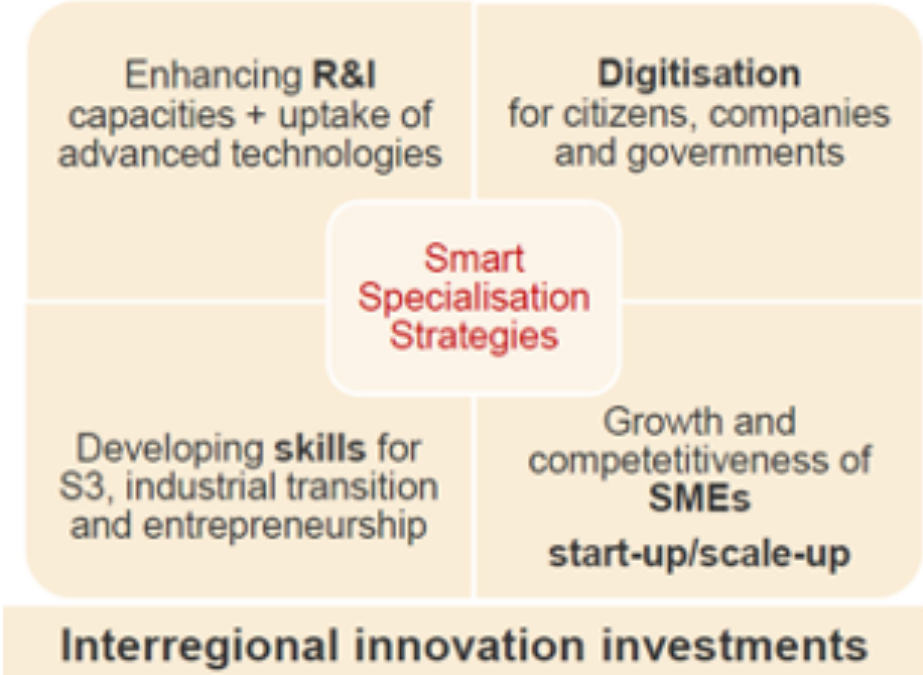 Enhancing R&I
capacities + uptake of
advanced technologies
Digitisation
for citizens, companies
and governments
Smart
Specialisation
Strategies
Developing skills for
S3, industrial transition
and entrepreneurship
Growth and
competetitiveness of
SMEs
start-up/scale-up
Interregional innovation investments